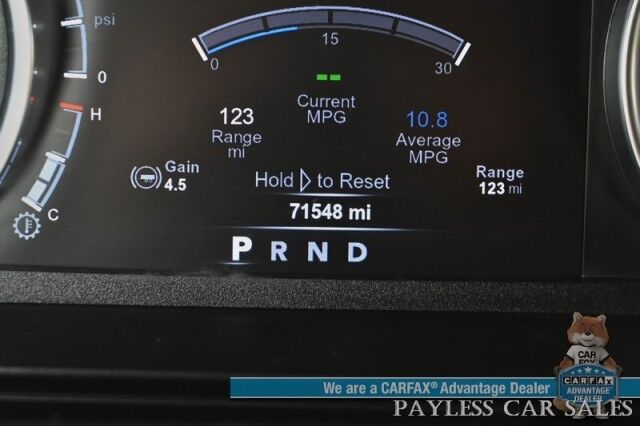 psi
0
H
C
0
15
30
--
Current
MPG
123
Range
mi
10.8
Average
MPG
Gain
4.5
Hold ▷ to Reset
Range
123 mi
71548 mi
P R N D
We are a CARFAX® Advantage Dealer
CAR
FOX
CARFAX
ADVANTAGE
DEALER
PAYLESS CAR SALES